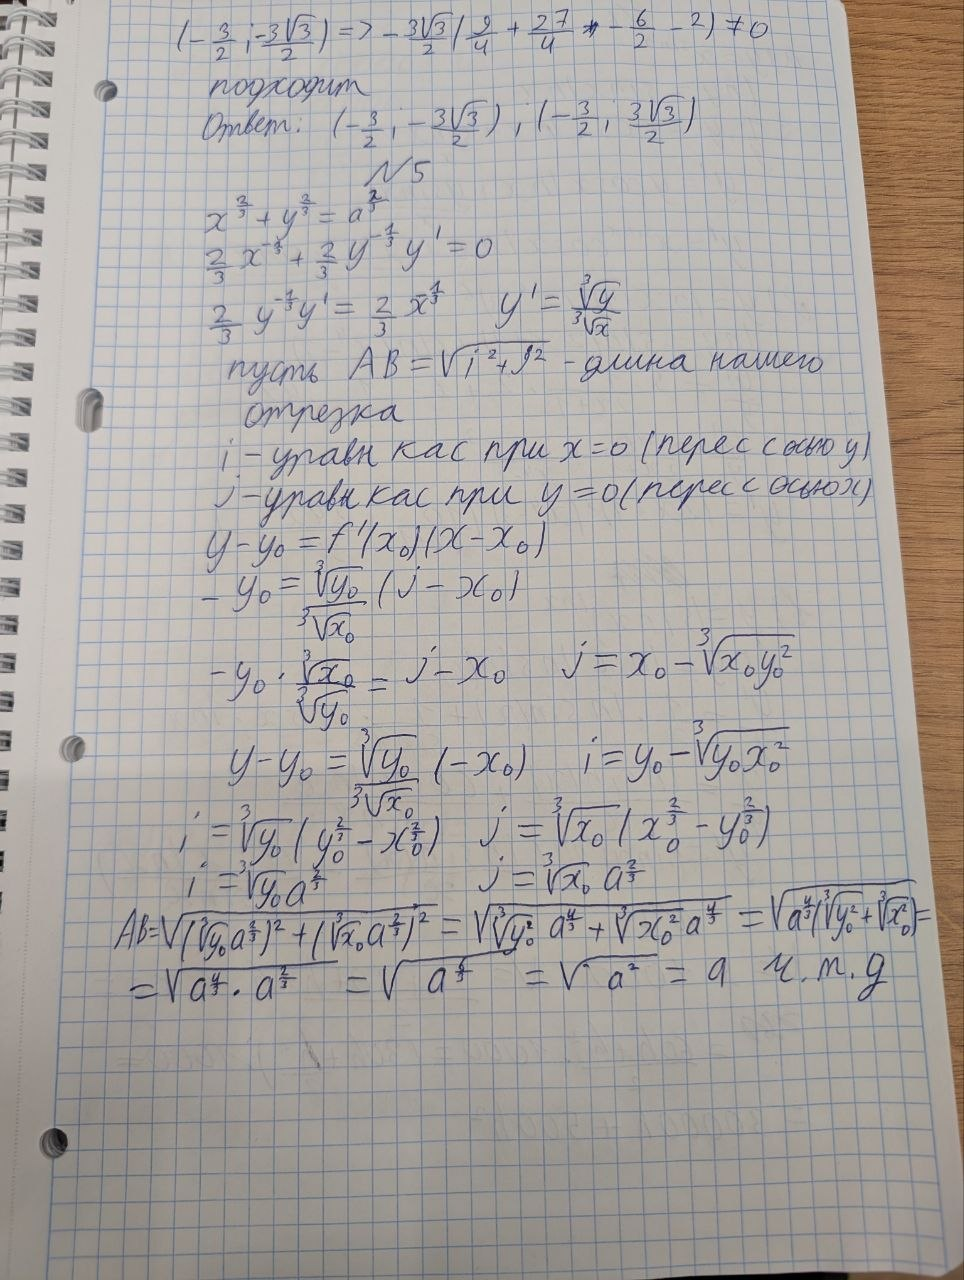 (-3/2; -3√3/2) => -3√3/2 (9/4 + 27/4 - 6/2 - 2) ≠ 0
подходит
Ответ: (-3/2; -3√3/2); (-3/2; 3√3/2)
N5
x^(2/3) + y^(2/3) = a^(2/3)
2/3 x^(-1/3) + 2/3 y^(-1/3) y' = 0
2/3 y^(-1/3) y' = 2/3 x^(-1/3)   y' = ∛y/∛x
пусть AB = √(i² + j²) - длина нашего
отрезка
i - уравн кас при x=0 (перес с осью y)
j - уравн кас при y=0 (перес с осью x)
y - y₀ = f'(x₀)(x - x₀)
- y₀ = ∛y₀/∛x₀ (j - x₀)
- y₀ · ∛x₀/∛y₀ = j - x₀   j = x₀ - ∛(x₀y₀²)
y - y₀ = ∛y₀/∛x₀ (-x₀)   i = y₀ - ∛(y₀x₀²)
i = ∛y₀ (y₀^(2/3) - x₀^(2/3))   j = ∛x₀ (x₀^(2/3) - y₀^(2/3))
i = ∛y₀ a^(2/3)   j = ∛x₀ a^(2/3)
AB = √((∛y₀ a^(2/3))² + (∛x₀ a^(2/3))²) = √(∛y₀² a^(4/3) + ∛x₀² a^(4/3)) = √(a^(4/3)(∛y₀² + ∛x₀²)) =
= √(a^(4/3) · a^(2/3)) = √(a^(6/3)) = √(a²) = a   ч.т.д